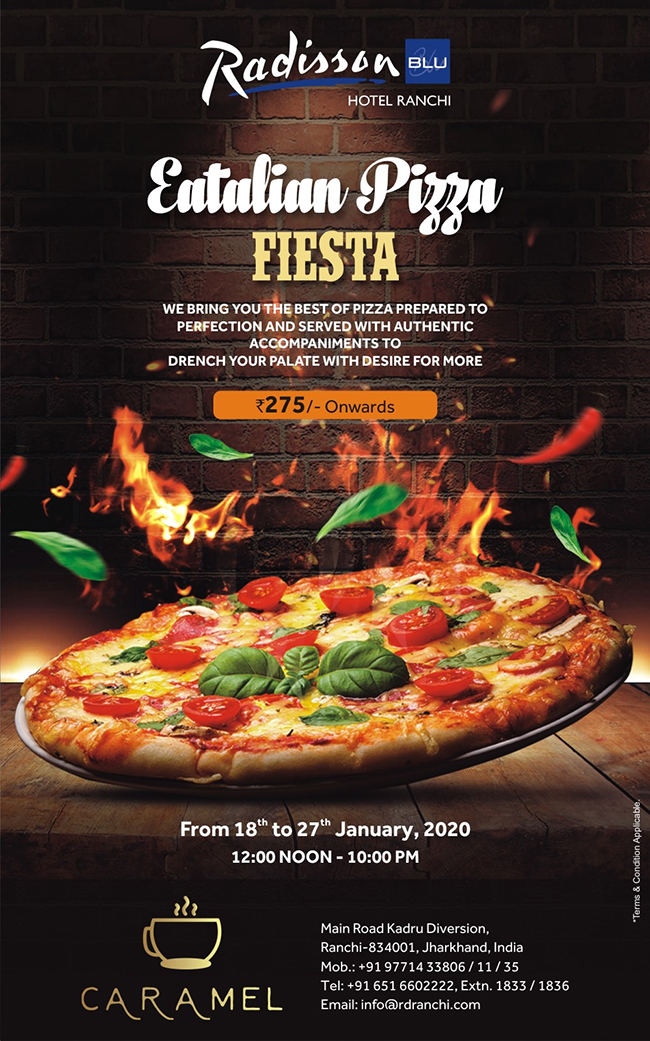 Radisson BLU
HOTEL RANCHI
Eatalian Pizza
FIESTA
WE BRING YOU THE BEST OF PIZZA PREPARED TO
PERFECTION AND SERVED WITH AUTHENTIC
ACCOMPANIMENTS TO
DRENCH YOUR PALATE WITH DESIRE FOR MORE
₹275/- Onwards
From 18th to 27th January, 2020
12:00 NOON - 10:00 PM
*Terms & Condition Applicable.
CARAMEL
Main Road Kadru Diversion,
Ranchi-834001, Jharkhand, India
Mob.: +91 97714 33806 / 11 / 35
Tel: +91 651 6602222, Extn. 1833 / 1836
Email: info@rdranchi.com